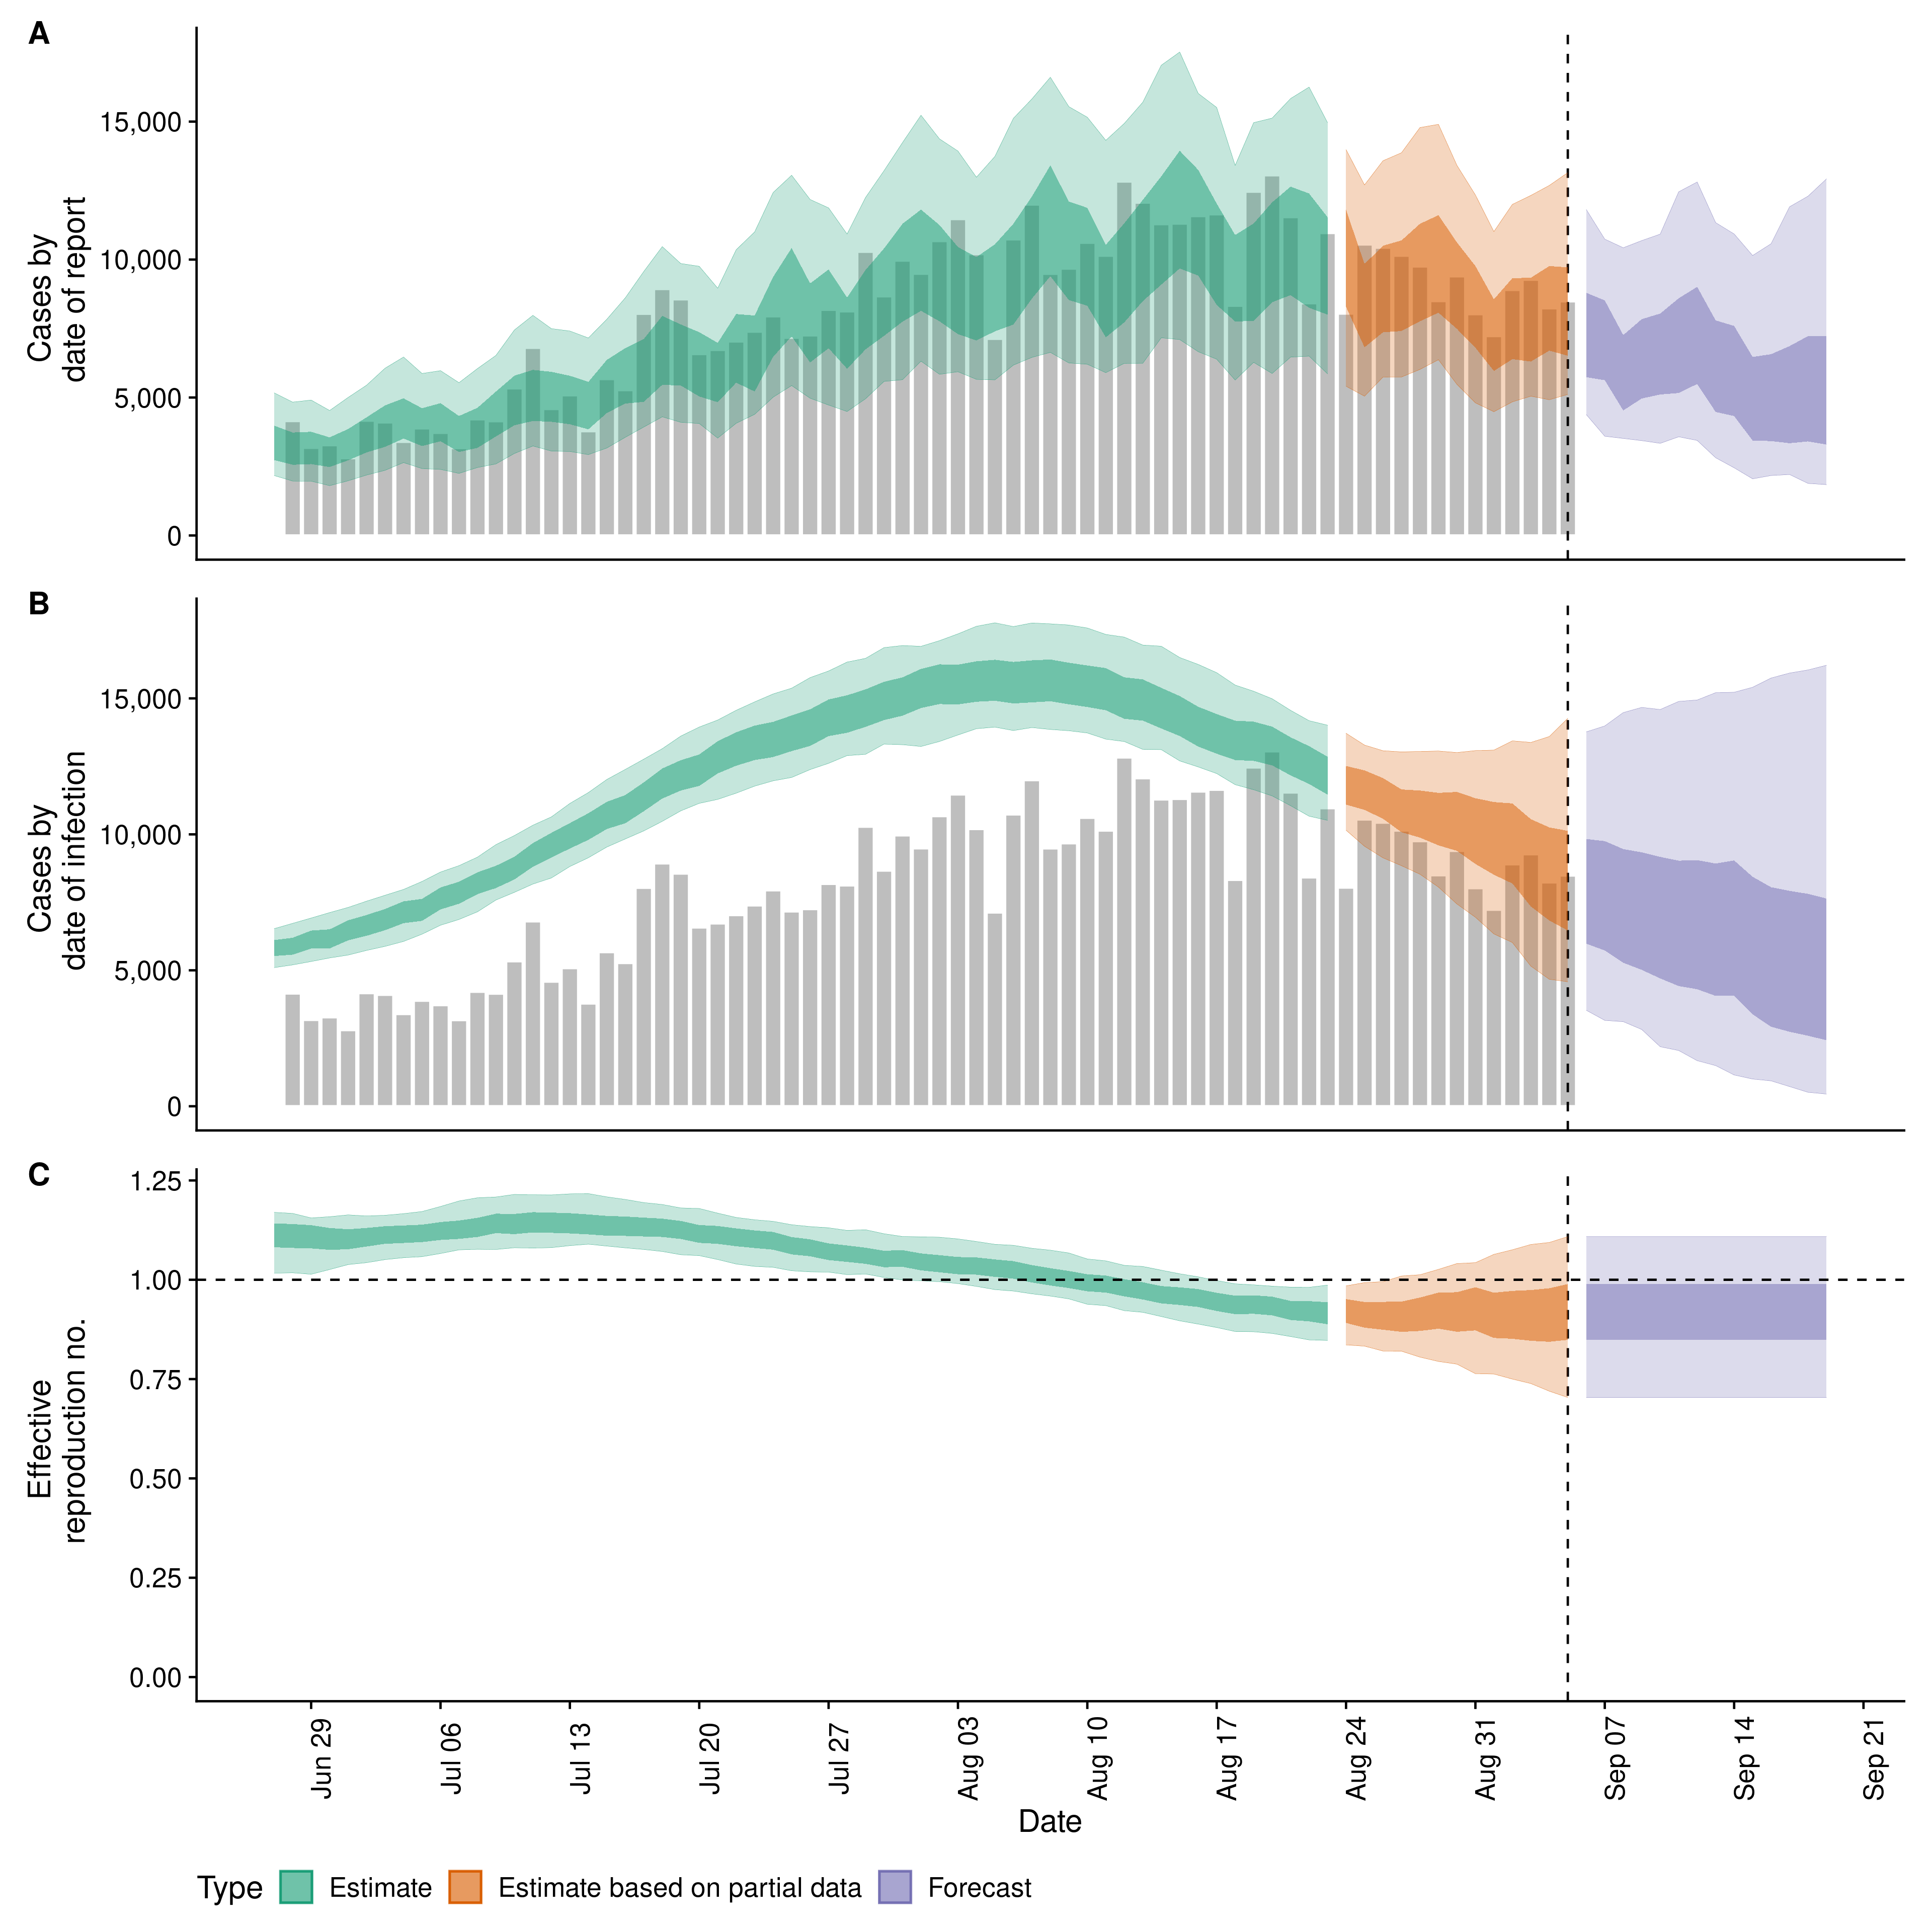 A
Cases by
date of report
15,000
10,000
5,000
0
B
Cases by
date of infection
15,000
10,000
5,000
0
C
Effective
reproduction no.
1.25
1.00
0.75
0.50
0.25
0.00
Jun 29
Jul 06
Jul 13
Jul 20
Jul 27
Aug 03
Aug 10
Aug 17
Aug 24
Aug 31
Sep 07
Sep 14
Sep 21
Date
Type Estimate Estimate based on partial data Forecast